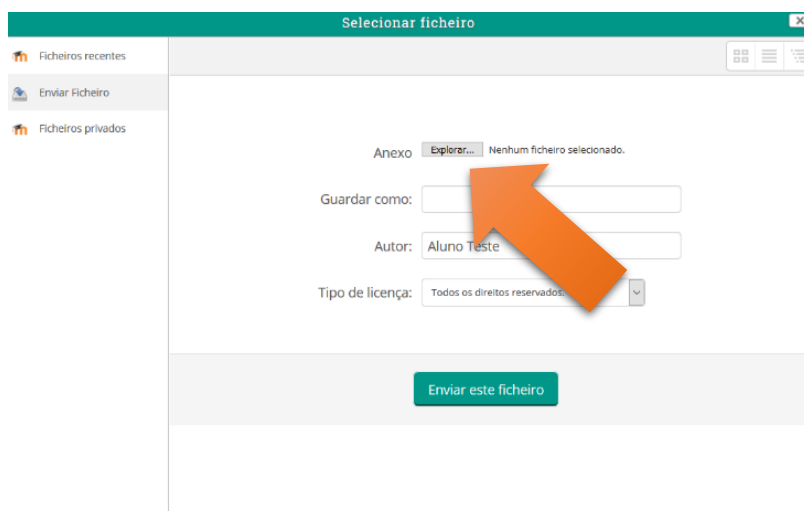 Selecionar ficheiro
Ficheiros recentes
Enviar Ficheiro
Ficheiros privados
Anexo Explorar... Nenhum ficheiro selecionado.
Guardar como:
Autor: Aluno Teste
Tipo de licença: Todos os direitos reservados.
Enviar este ficheiro